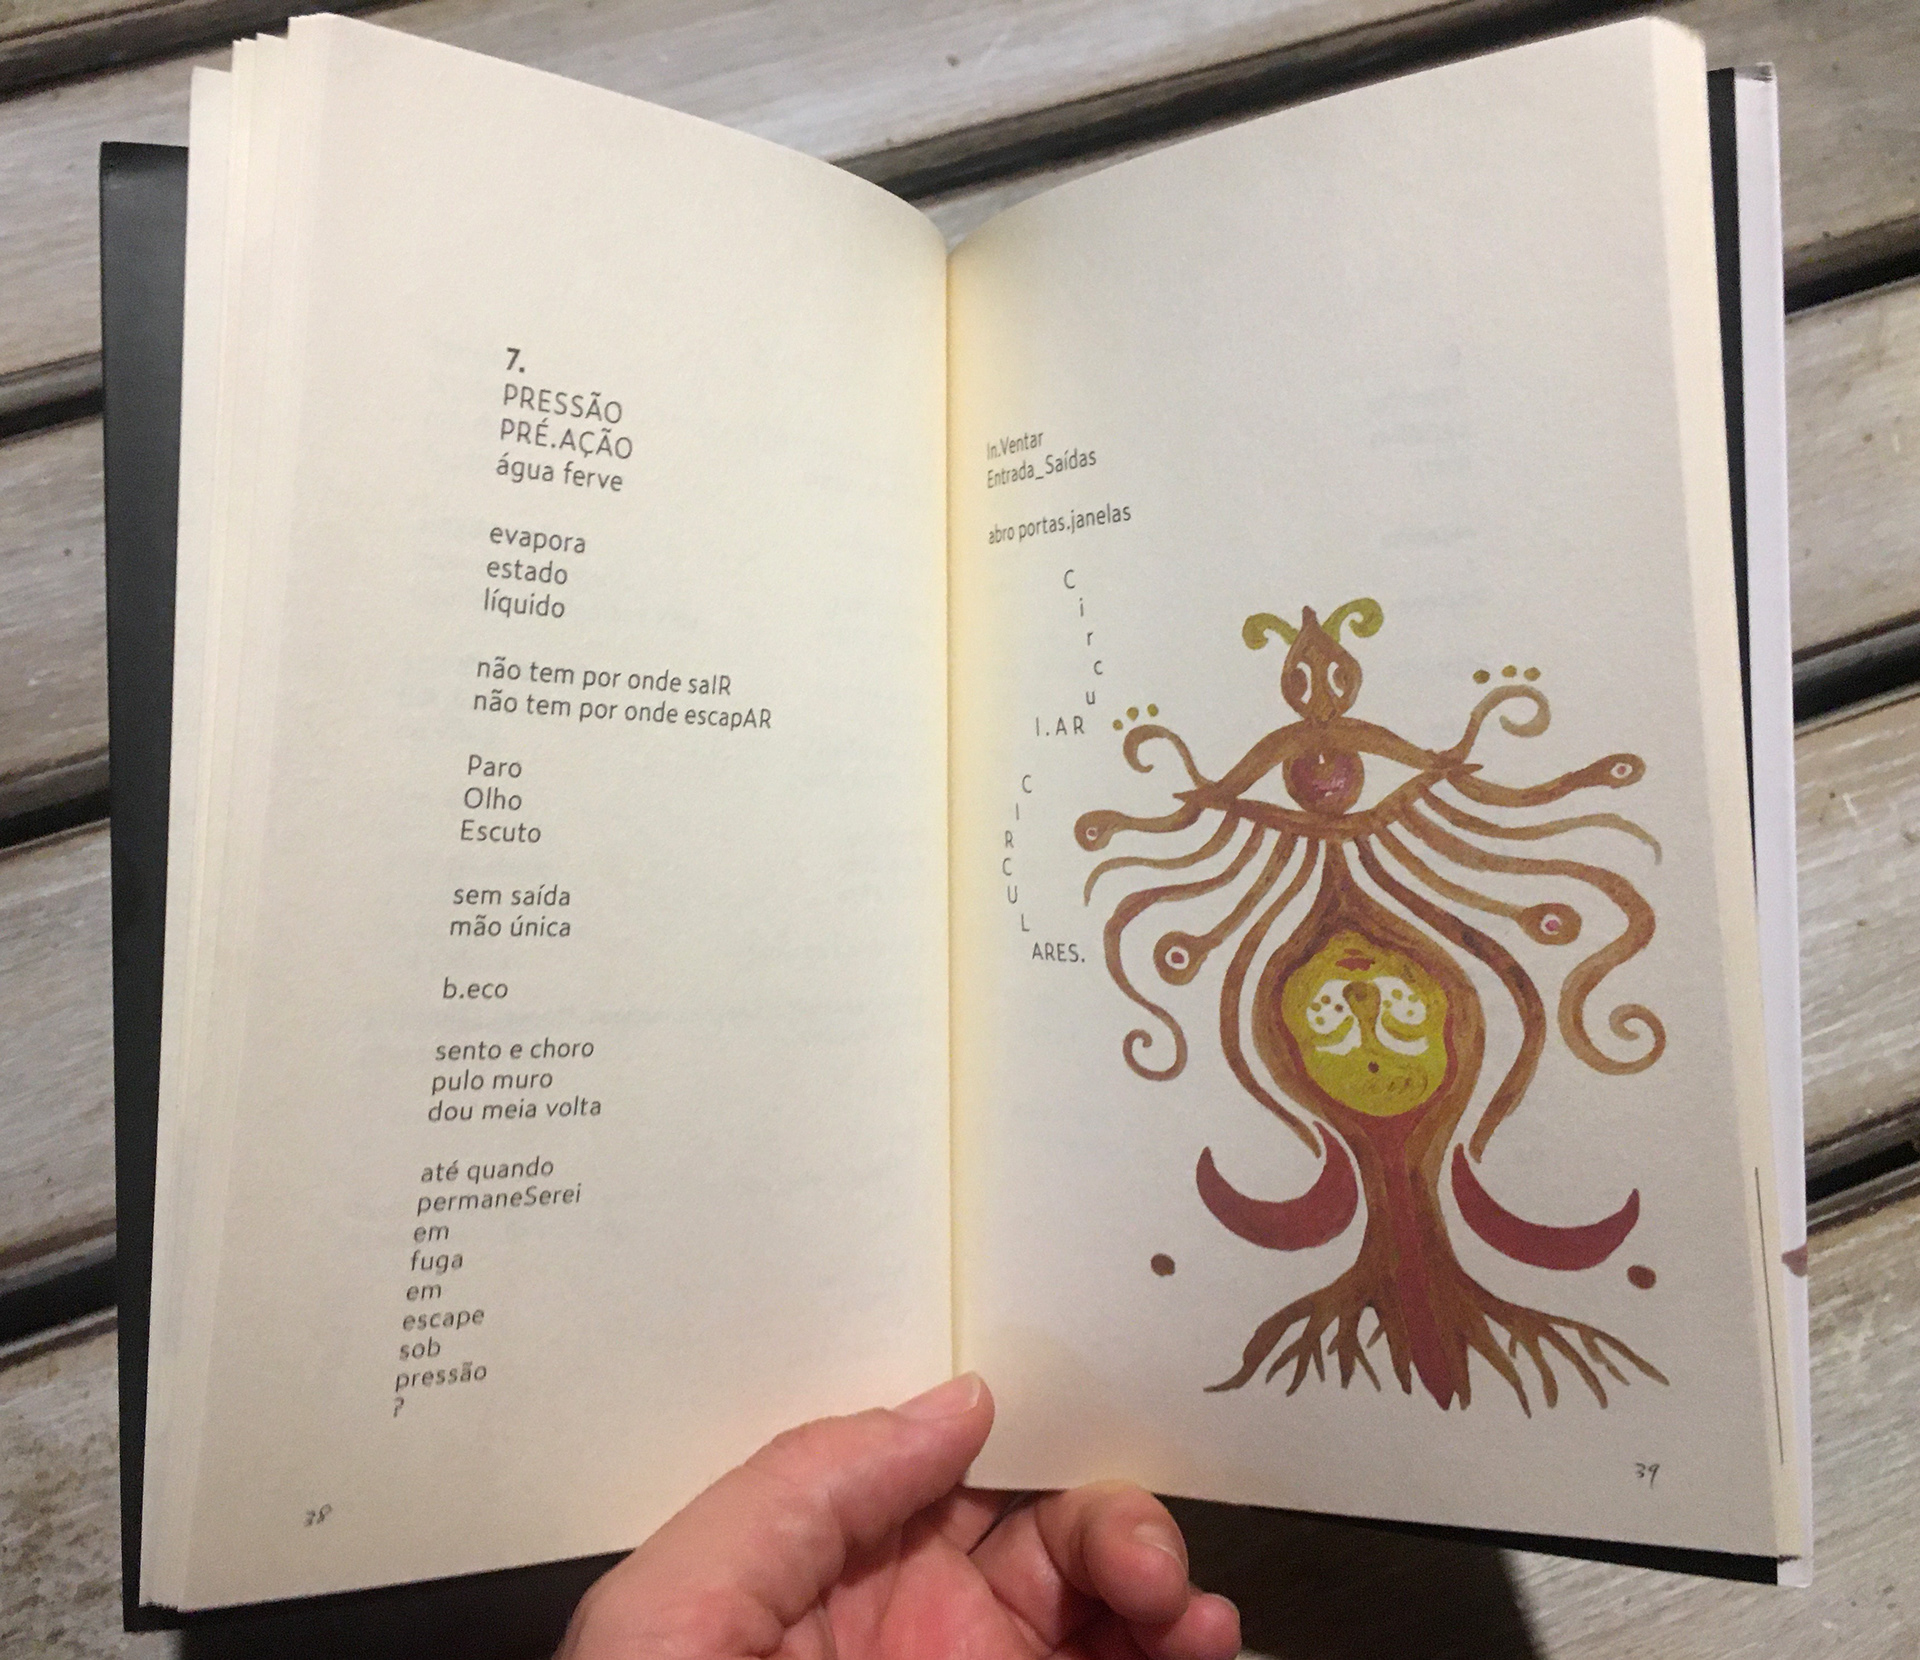 7.
PRESSÃO
PRÉ.AÇÃO
água ferve
evapora
estado
líquido
não tem por onde saIR
não tem por onde escapAR
Paro
Olho
Escuto
sem saída
mão única
b.eco
sento e choro
pulo muro
dou meia volta
até quando
permaneSerei
em
fuga
em
escape
sob
pressão
?
38
In.Ventar
Entrada_Saídas
abro portas.janelas
C
i
r
c
u
l.AR
C
I
R
C
U
L
ARES.
39